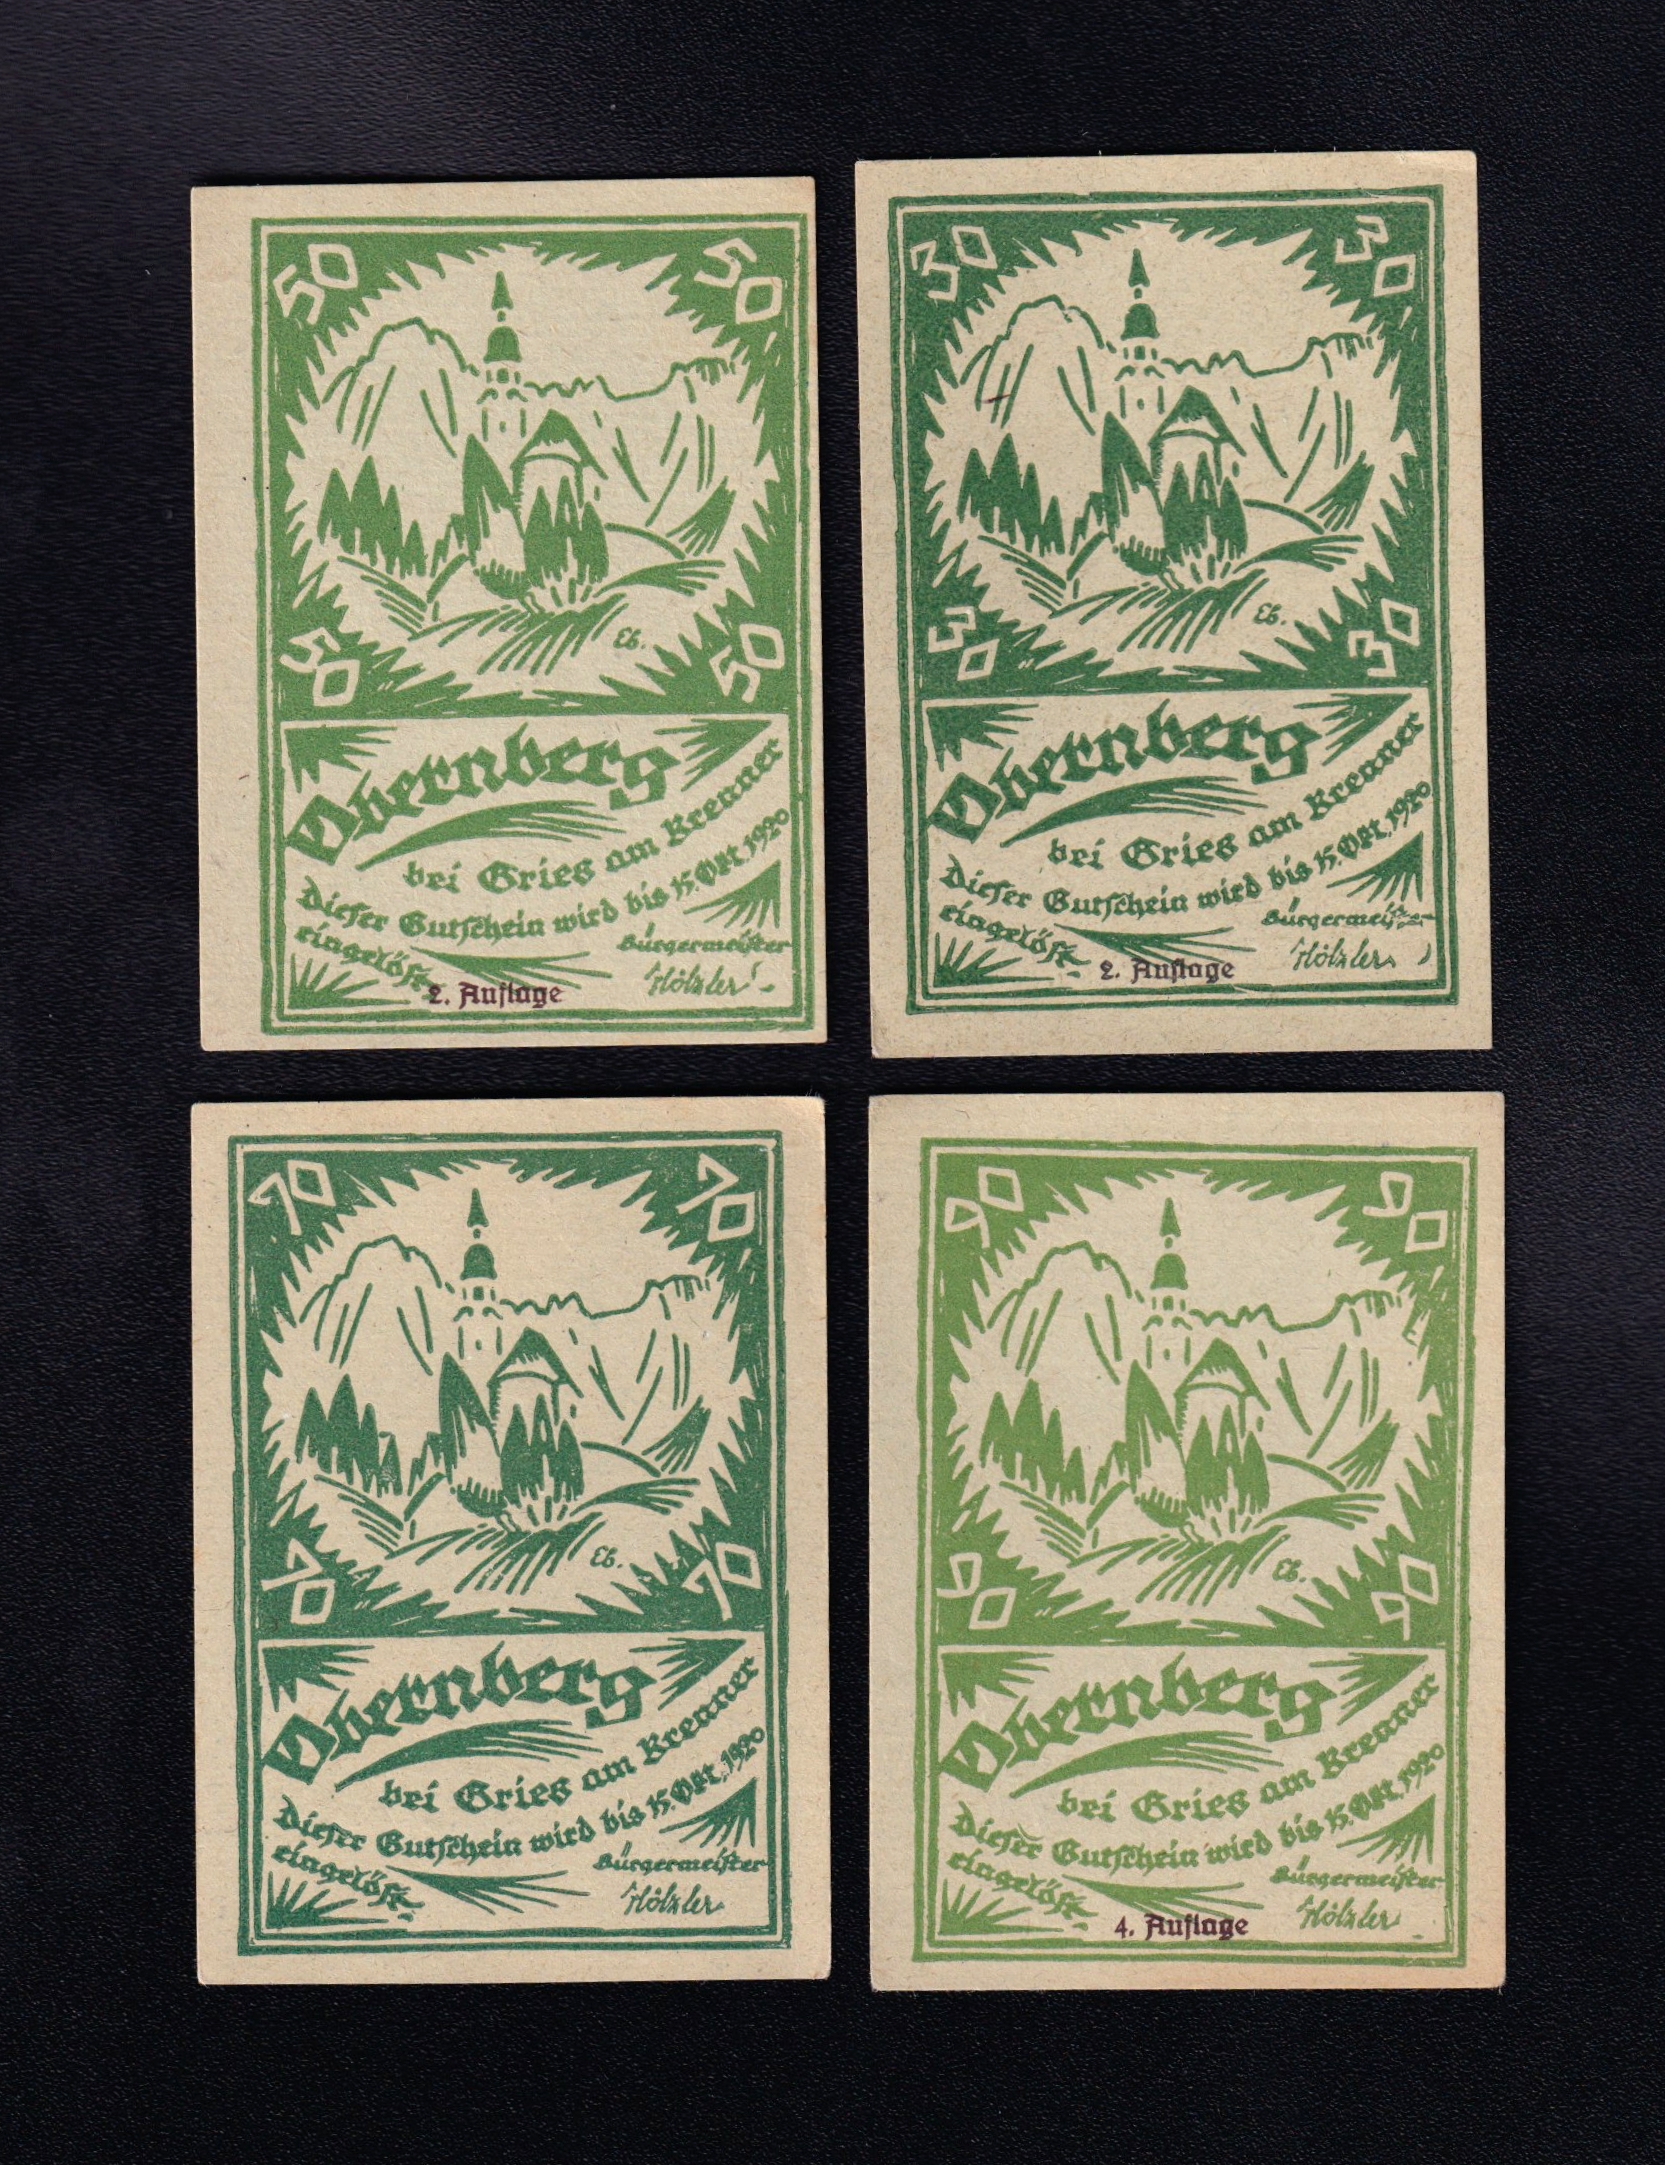 50 50
50 50
Obernberg
bei Gries am Brenner
Dieser Gutschein wird bis 15. Okt. 1920
eingelöst.
Bürgermeister
Hölzler
2. Auflage
Eb.
30 30
30 30
Obernberg
bei Gries am Brenner
Dieser Gutschein wird bis 15. Okt. 1920
eingelöst.
Bürgermeister
Hölzler
2. Auflage
Eb.
70 70
70 70
Obernberg
bei Gries am Brenner
Dieser Gutschein wird bis 15. Okt. 1920
eingelöst.
Bürgermeister
Hölzler
Eb.
90 90
90 90
Obernberg
bei Gries am Brenner
Dieser Gutschein wird bis 15. Okt. 1920
eingelöst.
Bürgermeister
Hölzler
4. Auflage
Eb.